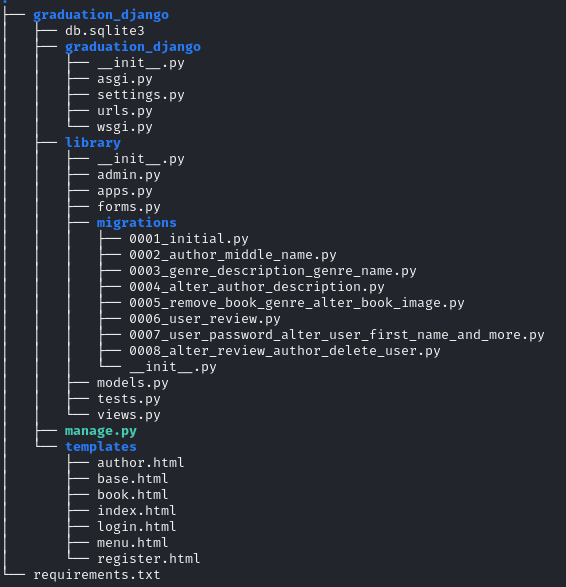 .
├── graduation_django
│   ├── db.sqlite3
│   ├── graduation_django
│   │   ├── __init__.py
│   │   ├── asgi.py
│   │   ├── settings.py
│   │   ├── urls.py
│   │   └── wsgi.py
│   ├── library
│   │   ├── __init__.py
│   │   ├── admin.py
│   │   ├── apps.py
│   │   ├── forms.py
│   │   ├── migrations
│   │   │   ├── 0001_initial.py
│   │   │   ├── 0002_author_middle_name.py
│   │   │   ├── 0003_genre_description_genre_name.py
│   │   │   ├── 0004_alter_author_description.py
│   │   │   ├── 0005_remove_book_genre_alter_book_image.py
│   │   │   ├── 0006_user_review.py
│   │   │   ├── 0007_user_password_alter_user_first_name_and_more.py
│   │   │   ├── 0008_alter_review_author_delete_user.py
│   │   │   └── __init__.py
│   │   ├── models.py
│   │   ├── tests.py
│   │   └── views.py
│   ├── manage.py
│   └── templates
│       ├── author.html
│       ├── base.html
│       ├── book.html
│       ├── index.html
│       ├── login.html
│       ├── menu.html
│       └── register.html
└── requirements.txt